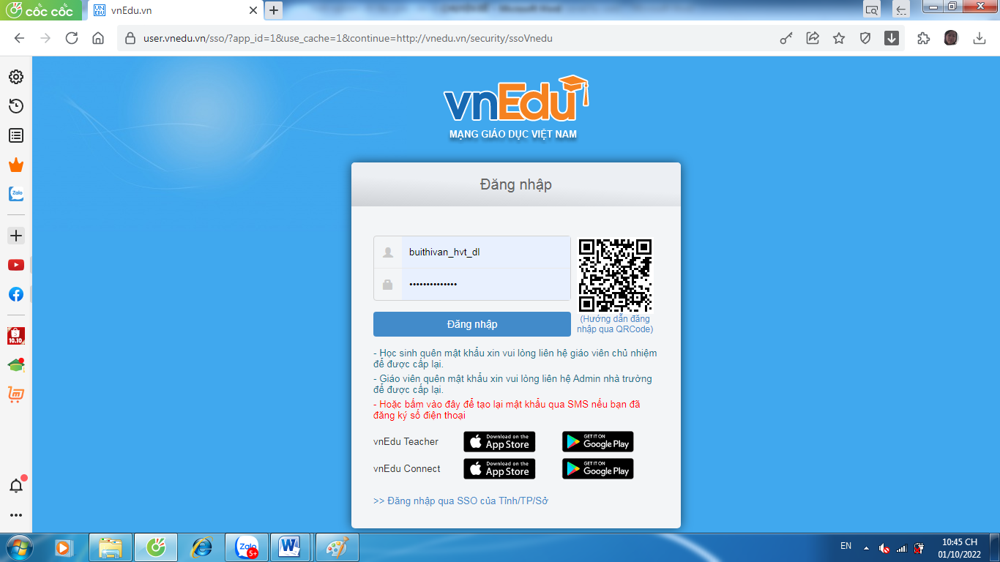 cốc cốc
VN EDU
vnEdu.vn
user.vnedu.vn/sso/?app_id=1&use_cache=1&continue=http://vnedu.vn/security/ssoVnedu
vnEdu
MẠNG GIÁO DỤC VIỆT NAM
Đăng nhập
buithivan_hvt_dl
••••••••••••••
Đăng nhập
(Hướng dẫn đăng
nhập qua QRCode)
- Học sinh quên mật khẩu xin vui lòng liên hệ giáo viên chủ nhiệm
để được cấp lại.
- Giáo viên quên mật khẩu xin vui lòng liên hệ Admin nhà trường
để được cấp lại.
- Hoặc bấm vào đây để tạo lại mật khẩu qua SMS nếu bạn đã
đăng ký số điện thoại
vnEdu Teacher
Download on the
App Store
GET IT ON
Google Play
vnEdu Connect
Download on the
App Store
GET IT ON
Google Play
>> Đăng nhập qua SSO của Tỉnh/TP/Sở
Zalo
10.10
Zalo
5+
W
EN
10:45 CH
01/10/2022